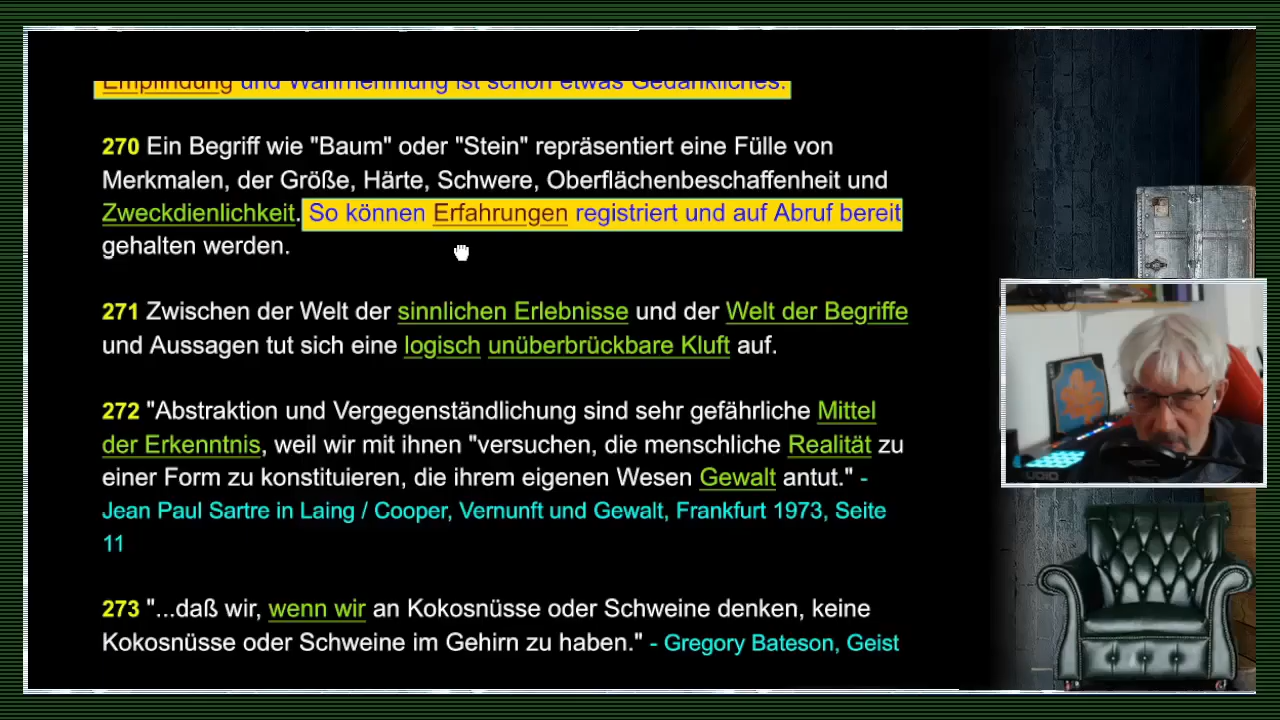 Empfindung und Wahrnehmung ist schon etwas Gedankliches.
270 Ein Begriff wie "Baum" oder "Stein" repräsentiert eine Fülle von
Merkmalen, der Größe, Härte, Schwere, Oberflächenbeschaffenheit und
Zweckdienlichkeit. So können Erfahrungen registriert und auf Abruf bereit
gehalten werden.
271 Zwischen der Welt der sinnlichen Erlebnisse und der Welt der Begriffe
und Aussagen tut sich eine logisch unüberbrückbare Kluft auf.
272 "Abstraktion und Vergegenständlichung sind sehr gefährliche Mittel
der Erkenntnis, weil wir mit ihnen "versuchen, die menschliche Realität zu
einer Form zu konstituieren, die ihrem eigenen Wesen Gewalt antut." -
Jean Paul Sartre in Laing / Cooper, Vernunft und Gewalt, Frankfurt 1973, Seite
11
273 "...daß wir, wenn wir an Kokosnüsse oder Schweine denken, keine
Kokosnüsse oder Schweine im Gehirn zu haben." - Gregory Bateson, Geist